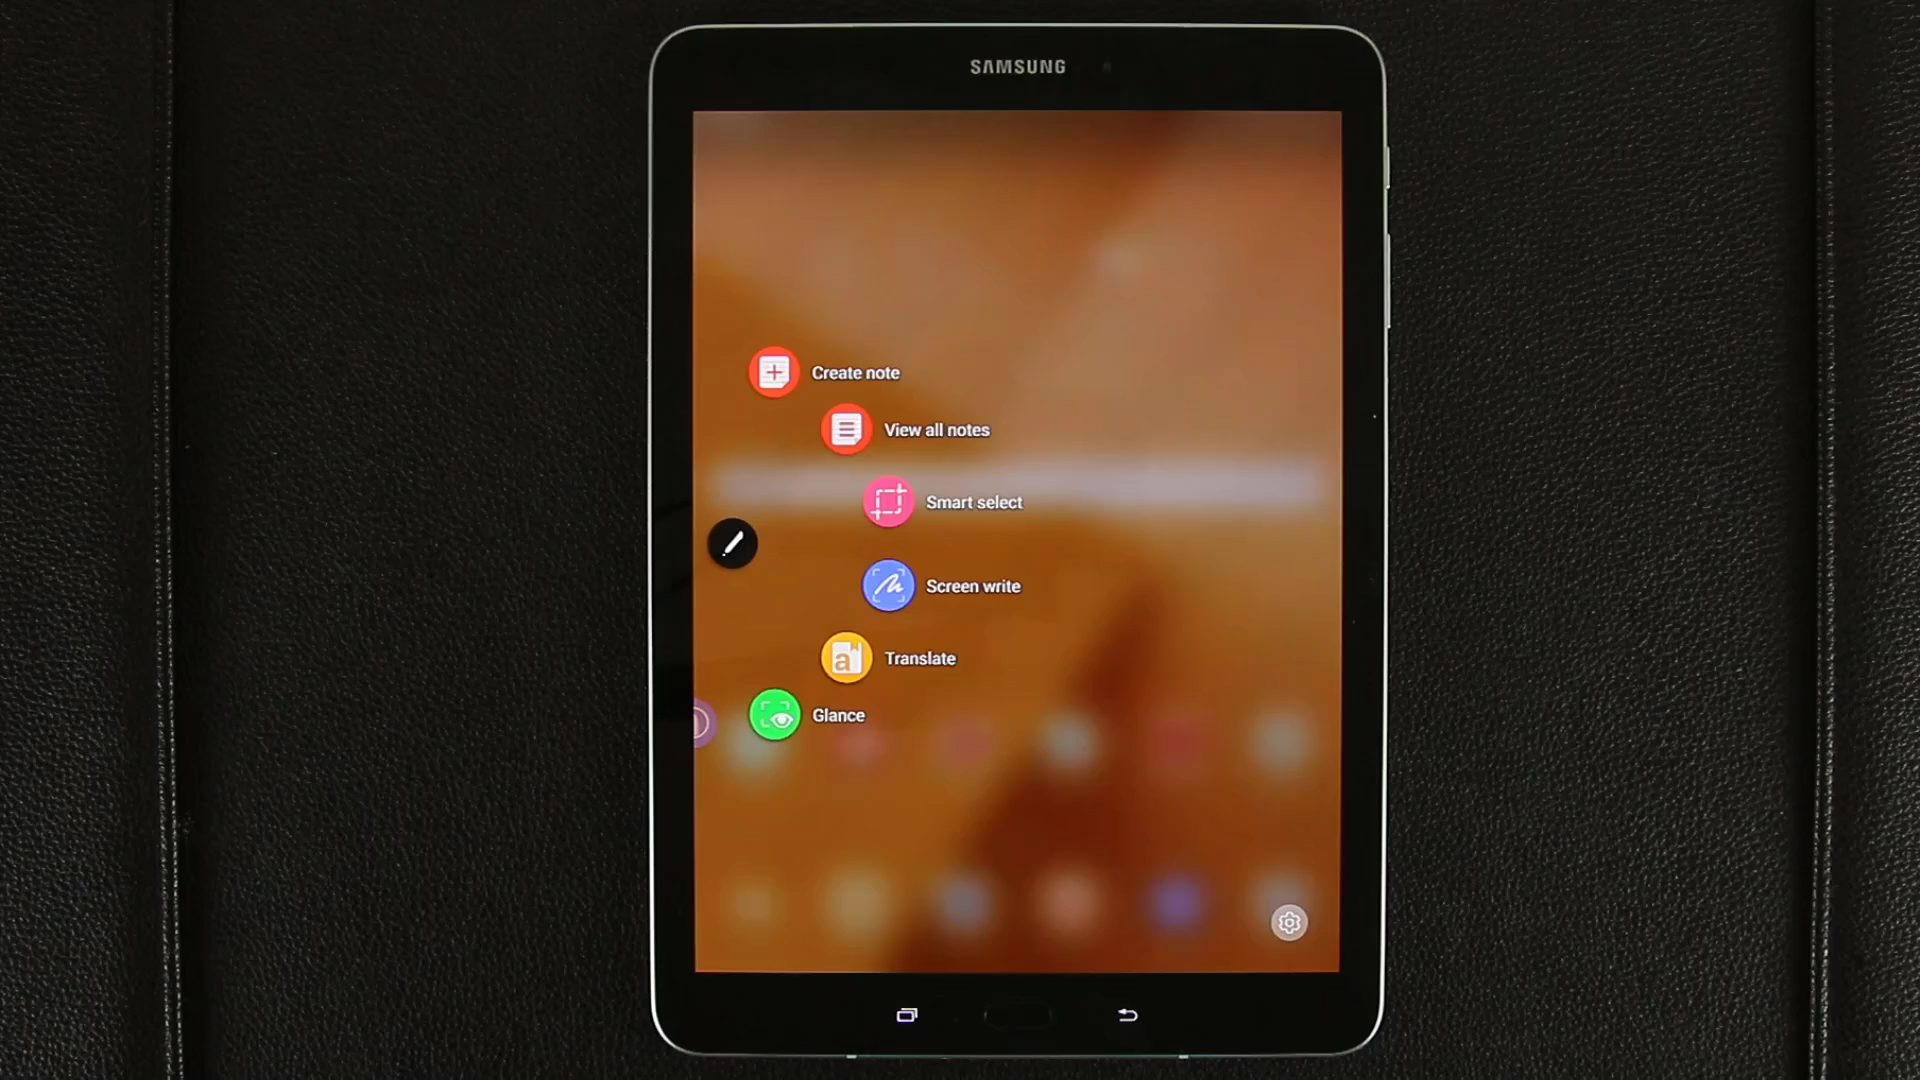 SAMSUNG
Create note
View all notes
Smart select
Screen write
Translate
Glance